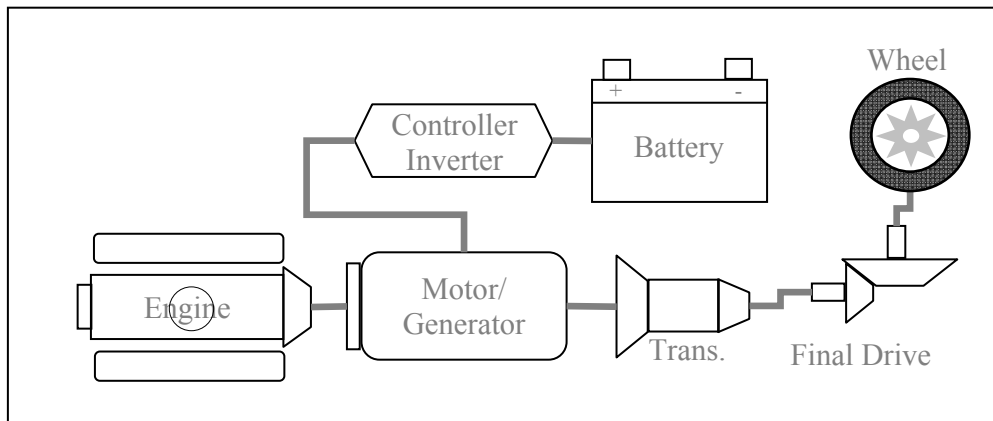 Wheel
+ -
Controller
Inverter
Battery
Engine
Motor/
Generator
Trans.
Final Drive